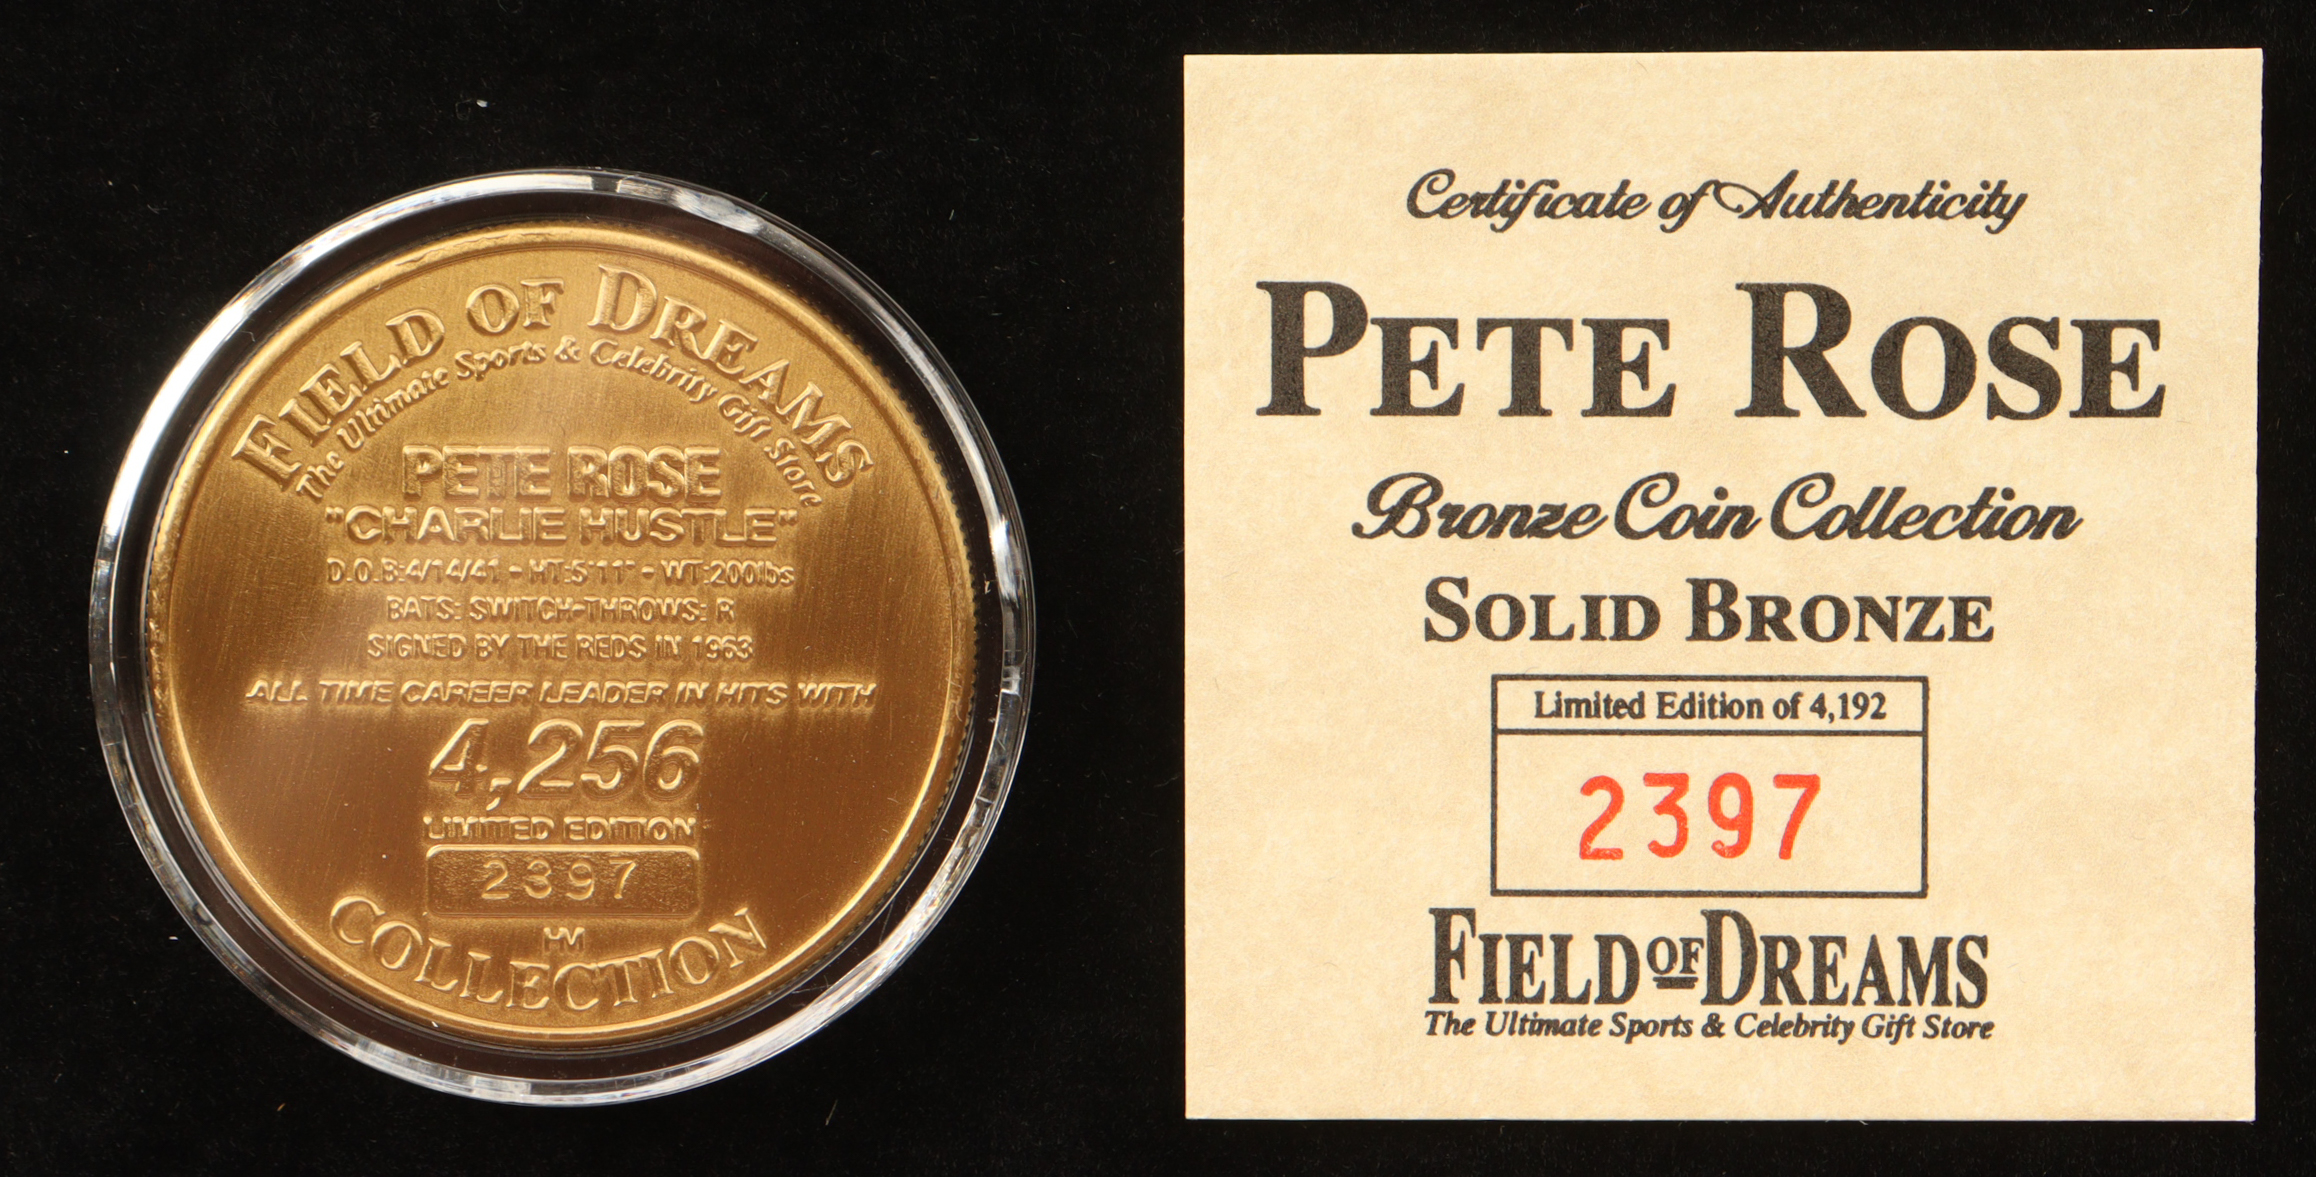 FIELD OF DREAMS
The Ultimate Sports & Celebrity Gift Store
PETE ROSE
"CHARLIE HUSTLE"
D.O.B:4/14/41 • HT:5'11" • WT:200lbs
BATS: SWITCH-THROWS: R
SIGNED BY THE REDS IN 1963
ALL TIME CAREER LEADER IN HITS WITH
4,256
LIMITED EDITION
2397
HM
COLLECTION
Certificate of Authenticity
PETE ROSE
Bronze Coin Collection
SOLID BRONZE
Limited Edition of 4,192
2397
FIELD OF DREAMS
The Ultimate Sports & Celebrity Gift Store